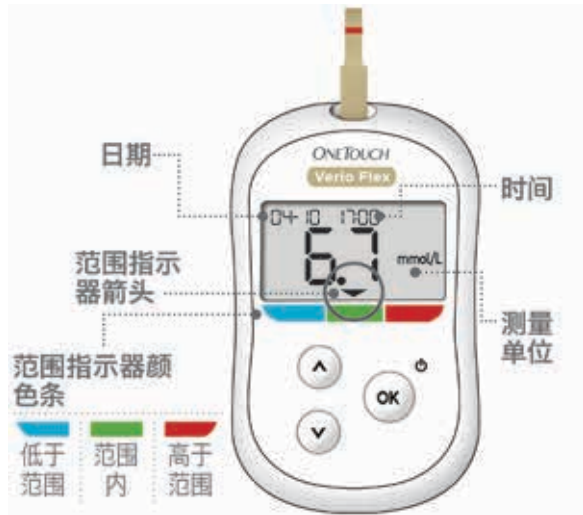 ONETOUCH
Verio Flex
日期
时间
04-10 17:00
6.7
mmol/L
范围指示
器箭头
测量
单位
范围指示器颜
色条
OK
低于
范围
范围
内
高于
范围